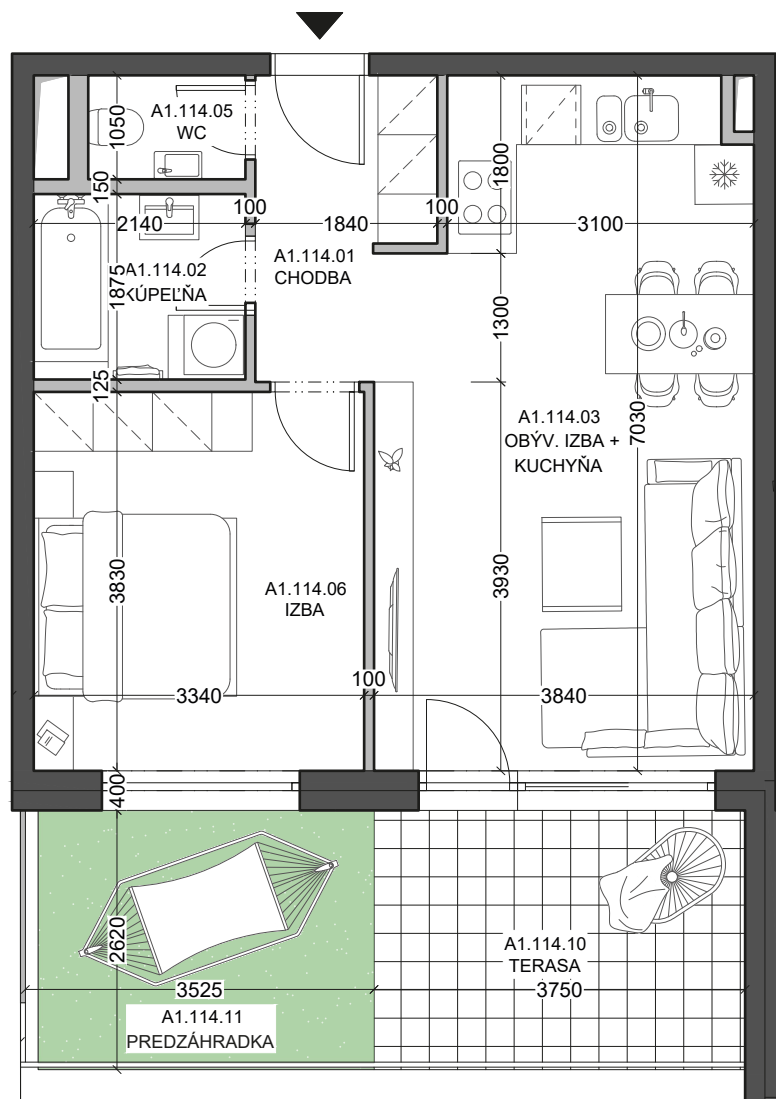 A1.114.05
WC
1050
1800
150
2140
100
1840
100
3100
A1.114.01
CHODBA
A1.114.02
KÚPEĽŇA
1875
1300
125
A1.114.03
OBÝV. IZBA +
KUCHYŇA
7030
3830
A1.114.06
IZBA
3930
3340
100
3840
400
2620
A1.114.10
TERASA
3525
3750
A1.114.11
PREDZÁHRADKA